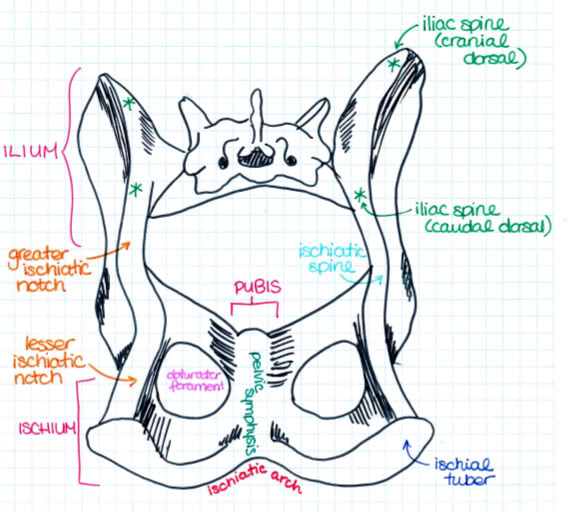 iliac spine
(cranial
dorsal)
ILIUM
iliac spine
(caudal dorsal)
greater
ischiatic
notch
ischiatic
spine
PUBIS
lesser
ischiatic
notch
obturator
foramen
pelvic symphysis
ISCHIUM
ischial
tuber
ischiatic arch